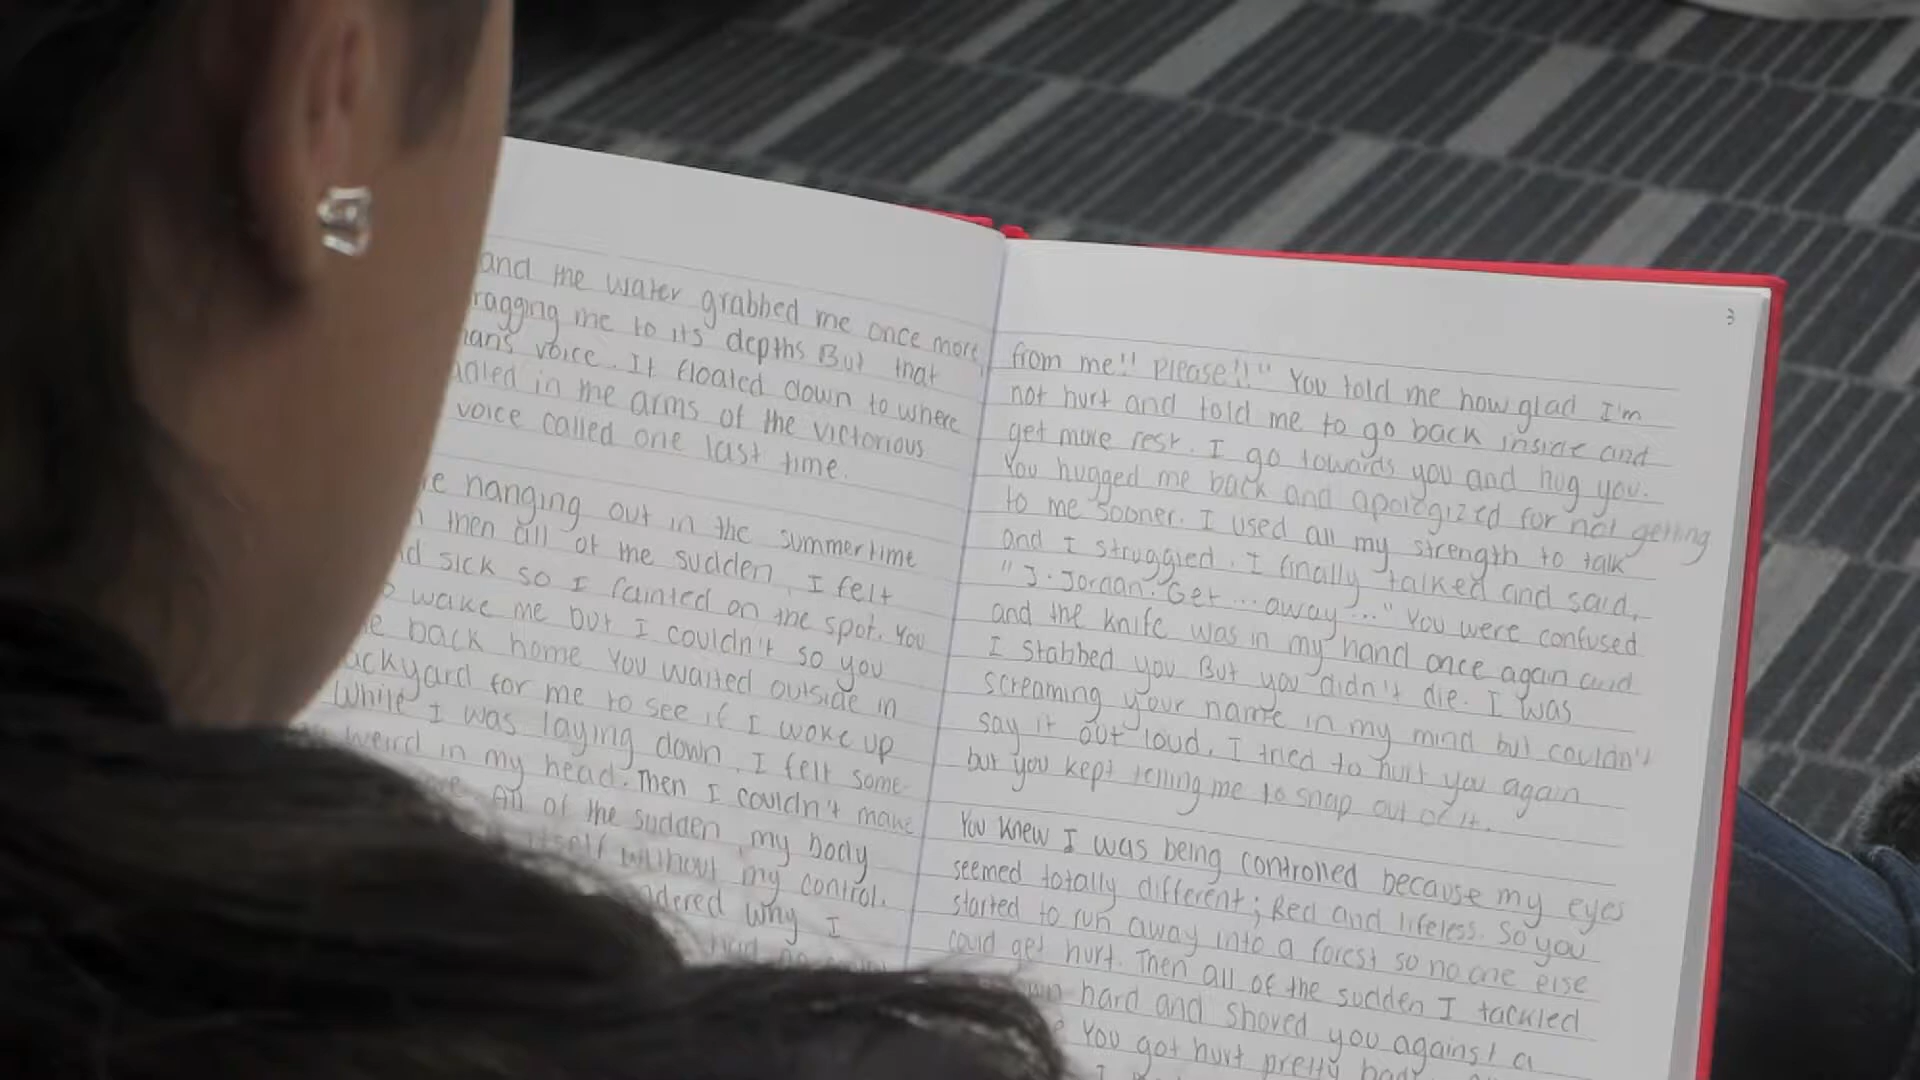 and the water grabbed me once more,
ragging me to its depths But that
voice. It floated down to where
in the arms of the victorious
voice called one last time.
re hanging out in the summertime
then all of the sudden, I felt
sick so I fainted on the spot. You
wake me but I couldn't so you
back home You waited outside in
ackyard for me to see if I woke up
While I was laying down, I felt some-
weird in my head. Then I couldn't make
All of the sudden my body
itself without my control.
dered why I
3
from me!! Please!!" You told me how glad I'm
not hurt and told me to go back inside and
get more rest. I go towards you and hug you.
You hugged me back and apologized for not getting
to me sooner. I used all my strength to talk
and I struggled. I finally talked and said,
"J-Jordan. Get ... away ..." You were confused
and the knife was in my hand once again and
I stabbed you But you didn't die. I was
screaming your name in my mind but couldn't
say it out loud. I tried to hurt you again
but you kept telling me to snap out of it.
You knew I was being controlled because my eyes
seemed totally different; Red and lifeless. So you
started to run away into a forest so no one else
could get hurt. Then all of the sudden I tackled
hard and shoved you against a
You got hurt pretty
I